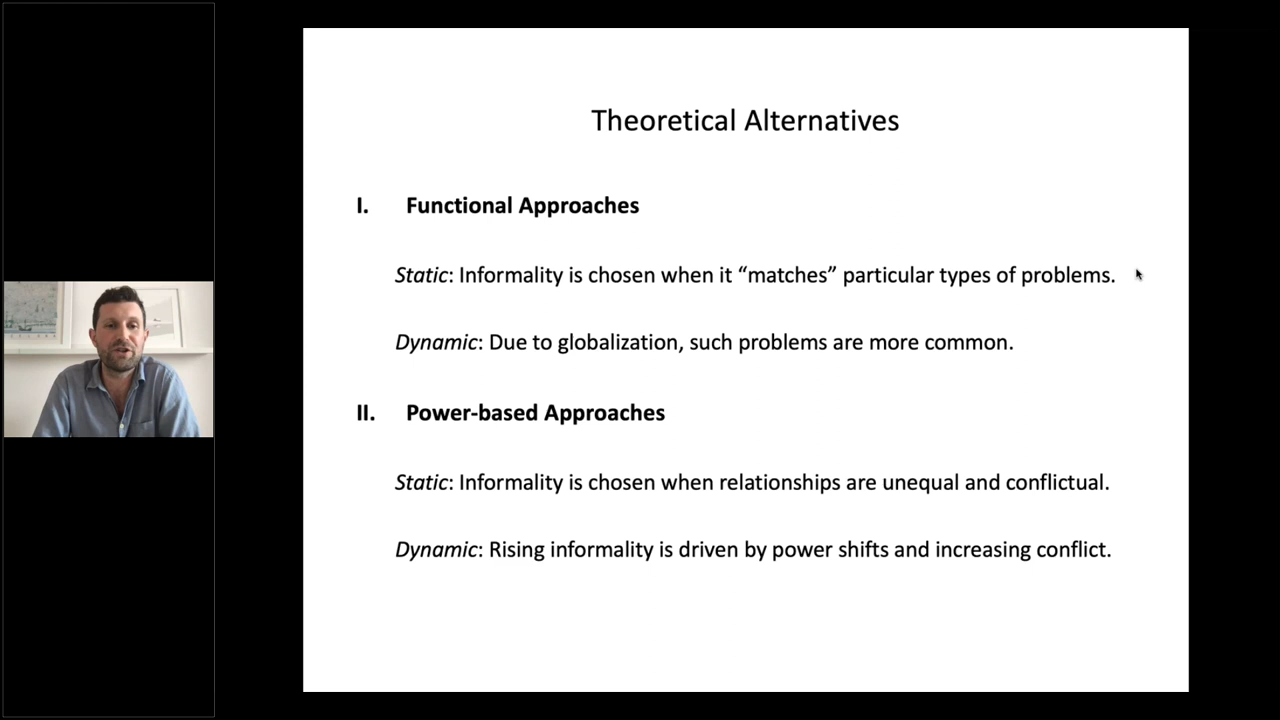 Theoretical Alternatives
I. Functional Approaches
Static: Informality is chosen when it “matches” particular types of problems.
Dynamic: Due to globalization, such problems are more common.
II. Power-based Approaches
Static: Informality is chosen when relationships are unequal and conflictual.
Dynamic: Rising informality is driven by power shifts and increasing conflict.